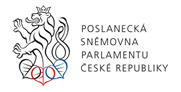 POSLANECKÁ
SNĚMOVNA
PARLAMENTU
ČESKÉ REPUBLIKY